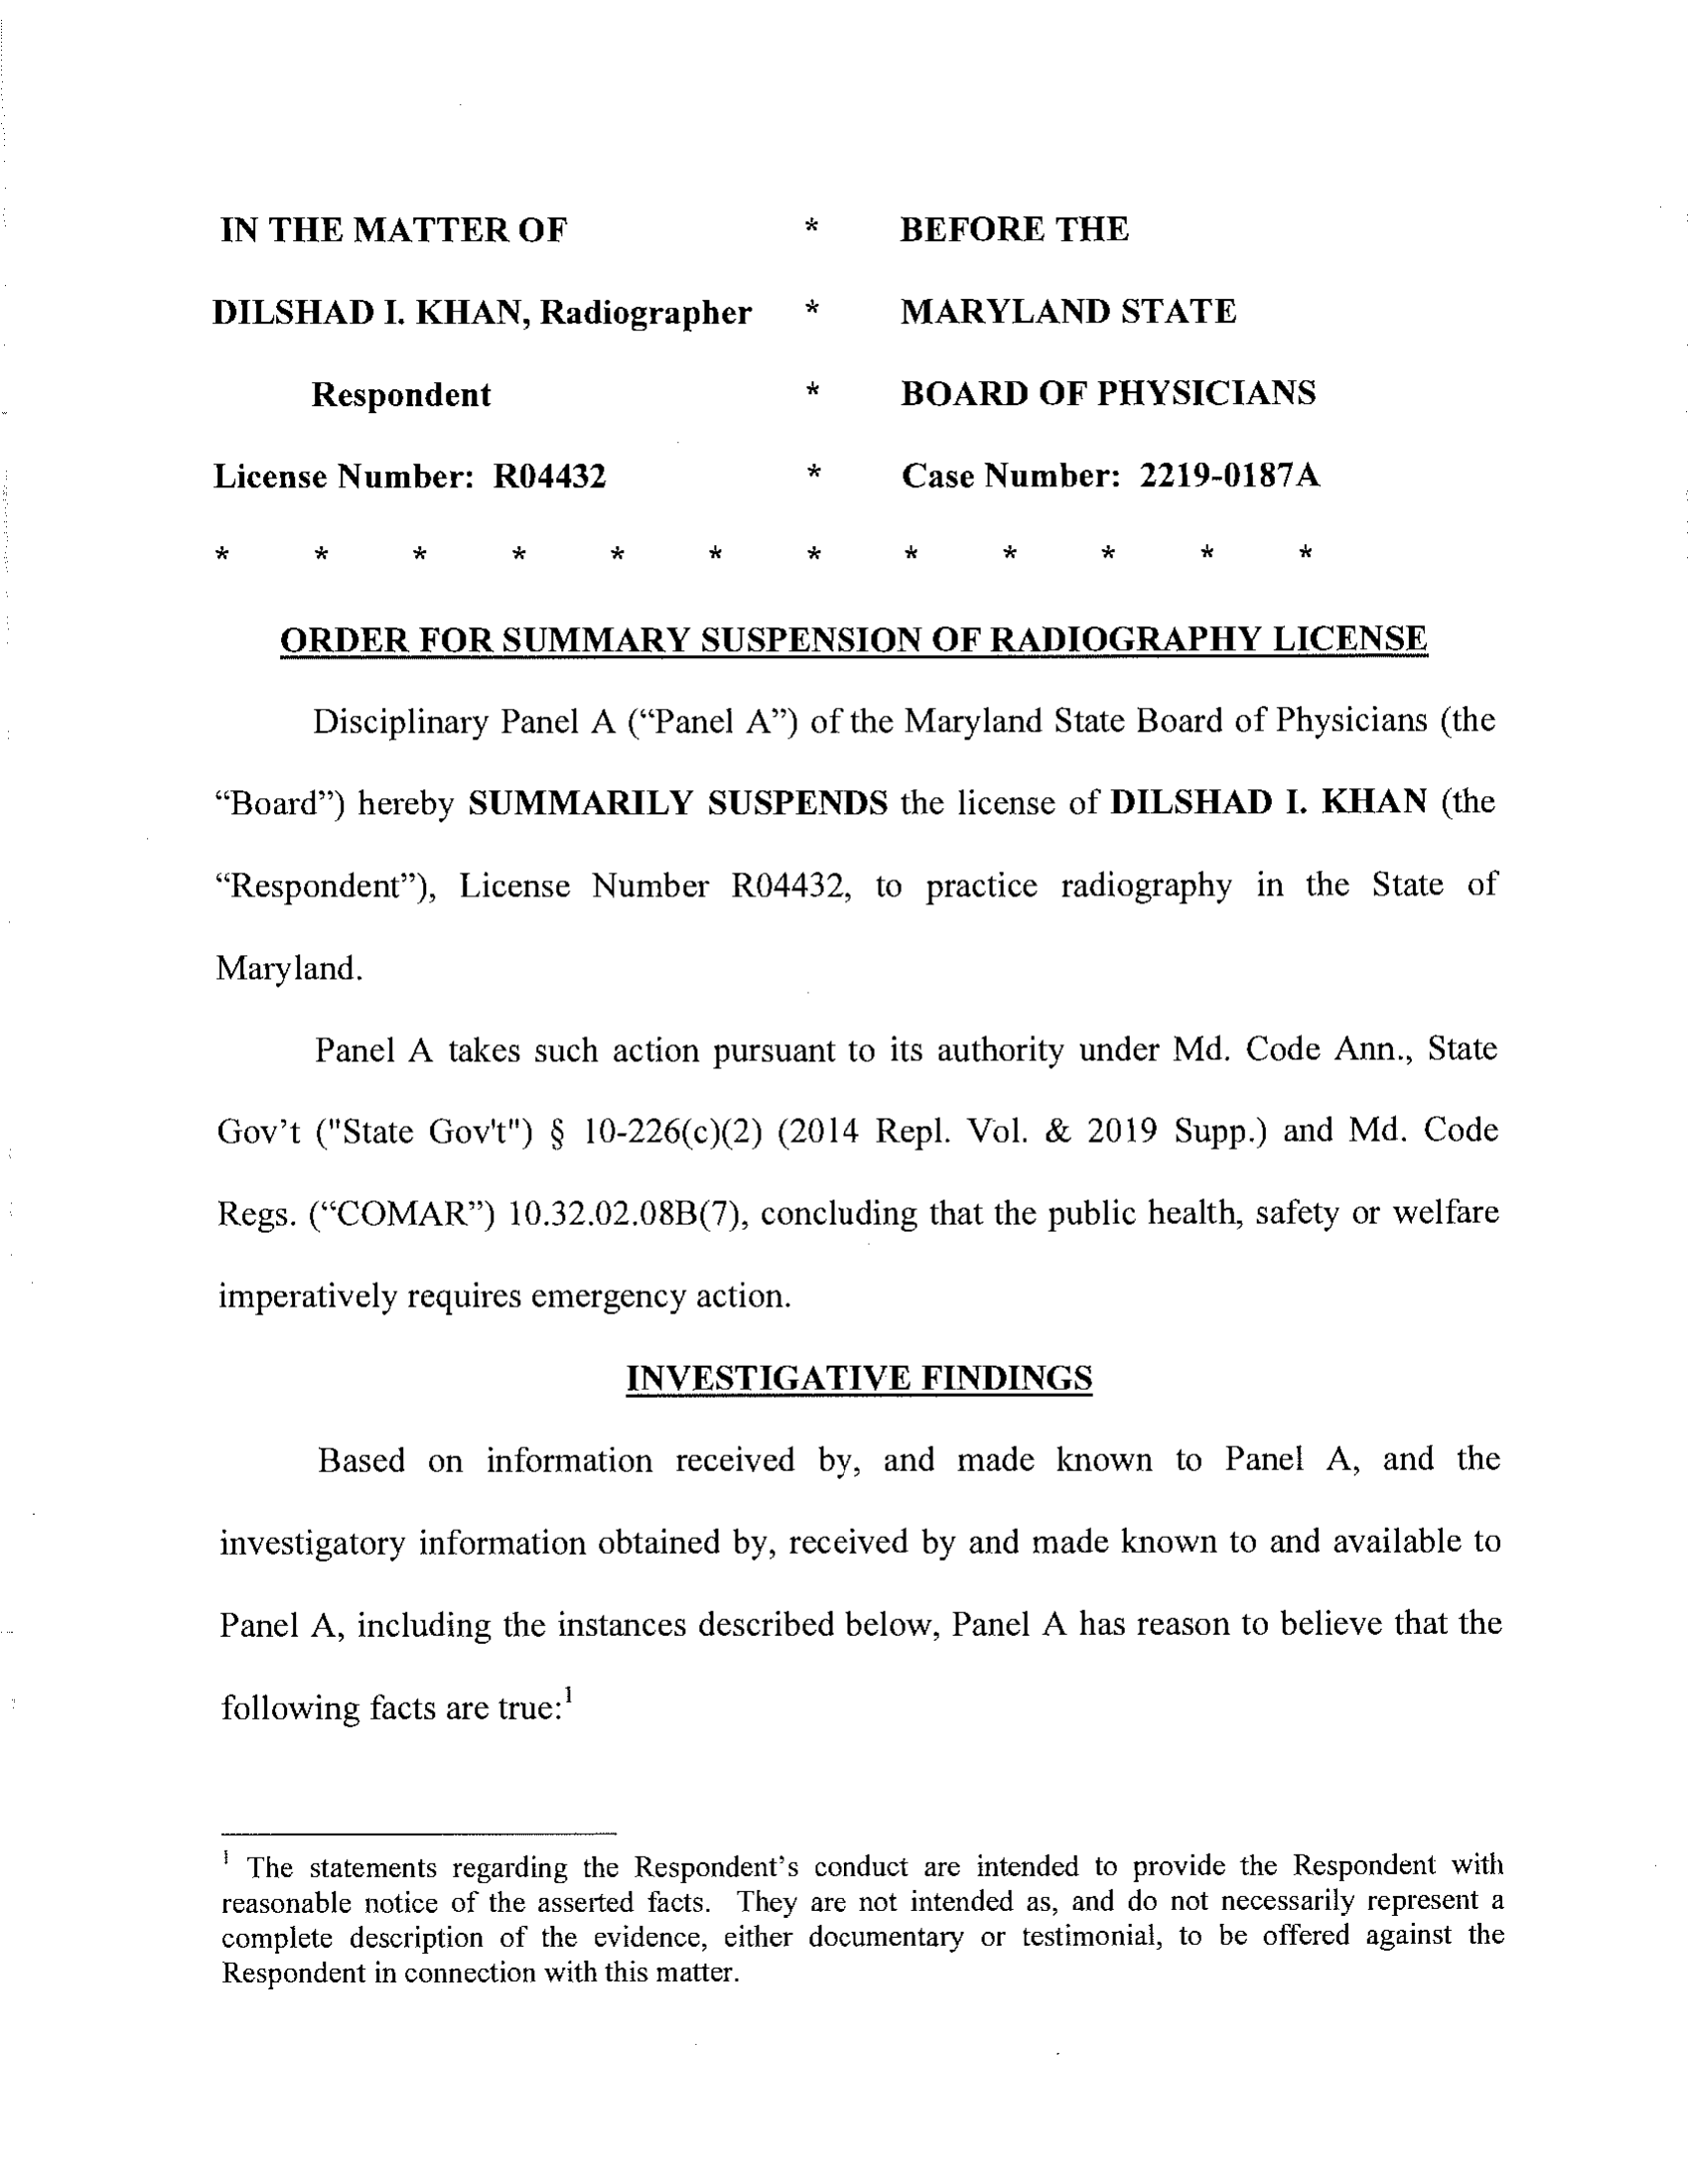 IN THE MATTER OF * BEFORE THE
DILSHAD I. KHAN, Radiographer * MARYLAND STATE
Respondent * BOARD OF PHYSICIANS
License Number: R04432 * Case Number: 2219-0187A
* * * * * * * * * * * *
ORDER FOR SUMMARY SUSPENSION OF RADIOGRAPHY LICENSE
Disciplinary Panel A (“Panel A”) of the Maryland State Board of Physicians (the
“Board”) hereby SUMMARILY SUSPENDS the license of DILSHAD I. KHAN (the
“Respondent”), License Number R04432, to practice radiography in the State of
Maryland.
Panel A takes such action pursuant to its authority under Md. Code Ann., State
Gov’t ("State Gov't") § 10-226(c)(2) (2014 Repl. Vol. & 2019 Supp.) and Md. Code
Regs. (“COMAR”) 10.32.02.08B(7), concluding that the public health, safety or welfare
imperatively requires emergency action.
INVESTIGATIVE FINDINGS
Based on information received by, and made known to Panel A, and the
investigatory information obtained by, received by and made known to and available to
Panel A, including the instances described below, Panel A has reason to believe that the
following facts are true:1
1 The statements regarding the Respondent’s conduct are intended to provide the Respondent with
reasonable notice of the asserted facts. They are not intended as, and do not necessarily represent a
complete description of the evidence, either documentary or testimonial, to be offered against the
Respondent in connection with this matter.